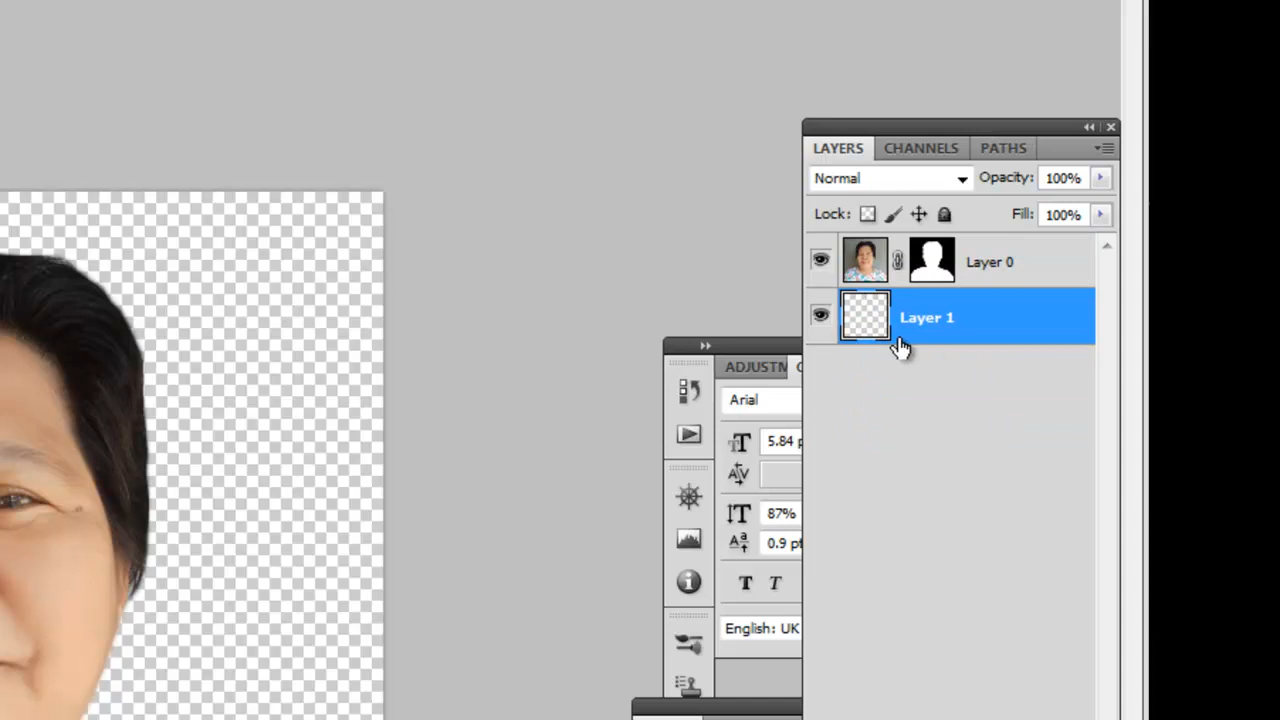 LAYERS CHANNELS PATHS
Normal Opacity: 100%
Lock: Fill: 100%
Layer 0
Layer 1
ADJUSTM
Arial
5.84 p
87%
0.9 pt
T T
English: UK